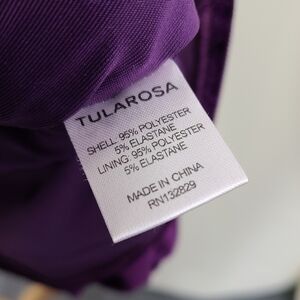 TULAROSA
SHELL 95% POLYESTER
5% ELASTANE
LINING 95% POLYESTER
5% ELASTANE
MADE IN CHINA
RN132829